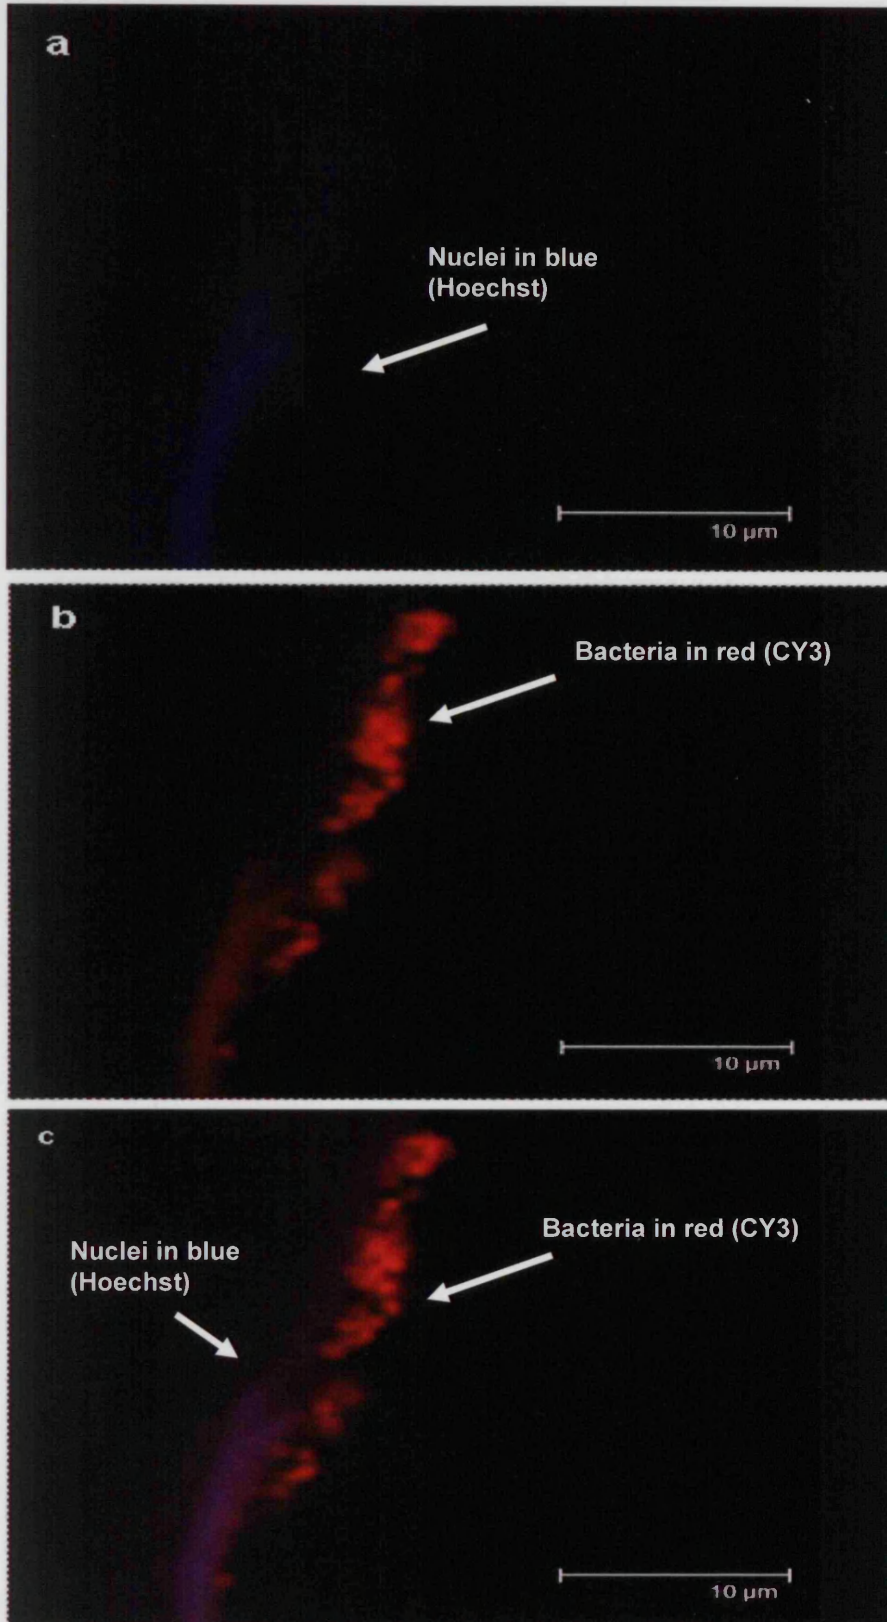 a
Nuclei in blue
(Hoechst)
10 µm
b
Bacteria in red (CY3)
10 µm
c
Bacteria in red (CY3)
Nuclei in blue
(Hoechst)
10 µm